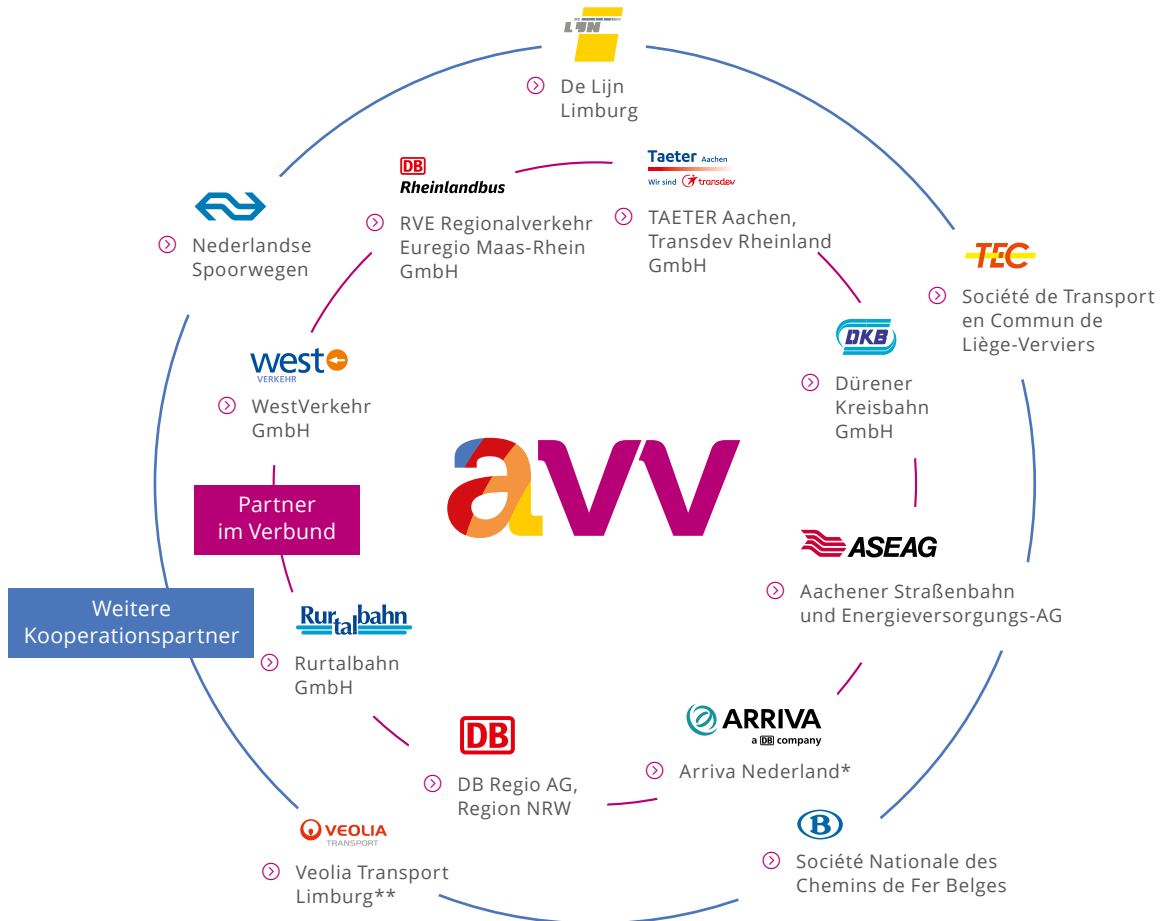 DE
LIJN
De Lijn
Limburg
DB
Rheinlandbus
RVE Regionalverkehr
Euregio Maas-Rhein
GmbH
Taeter Aachen
Wir sind transdev
TAETER Aachen,
Transdev Rheinland
GmbH
Nederlandse
Spoorwegen
TEC
Société de Transport
en Commun de
Liège-Verviers
west
VERKEHR
WestVerkehr
GmbH
DKB
Dürener
Kreisbahn
GmbH
avv
Partner
im Verbund
ASEAG
Aachener Straßenbahn
und Energieversorgungs-AG
Weitere
Kooperationspartner
Rurtalbahn
Rurtalbahn
GmbH
DB
DB Regio AG,
Region NRW
ARRIVA
a DB company
Arriva Nederland*
VEOLIA
TRANSPORT
Veolia Transport
Limburg**
B
Société Nationale des
Chemins de Fer Belges